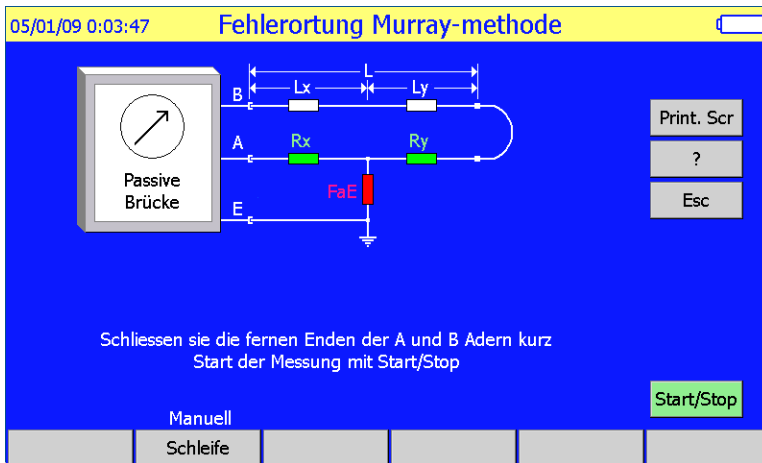 05/01/09 0:03:47
Fehlerortung Murray-methode
L
B
Lx
Ly
A
Rx
Ry
Passive
Brücke
FaE
E
Print. Scr
?
Esc
Schliessen sie die fernen Enden der A und B Adern kurz
Start der Messung mit Start/Stop
Start/Stop
Manuell
Schleife